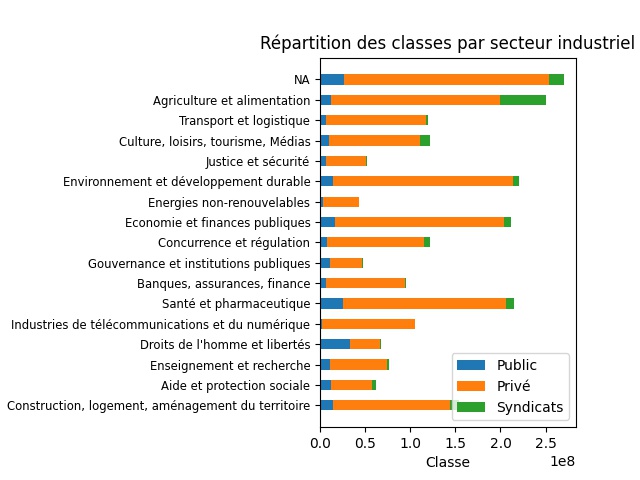 Répartition des classes par secteur industriel
NA
Agriculture et alimentation
Transport et logistique
Culture, loisirs, tourisme, Médias
Justice et sécurité
Environnement et développement durable
Energies non-renouvelables
Economie et finances publiques
Concurrence et régulation
Gouvernance et institutions publiques
Banques, assurances, finance
Santé et pharmaceutique
Industries de télécommunications et du numérique
Droits de l'homme et libertés
Enseignement et recherche
Aide et protection sociale
Construction, logement, aménagement du territoire
Public
Privé
Syndicats
0.0 0.5 1.0 1.5 2.0 2.5
1e8
Classe